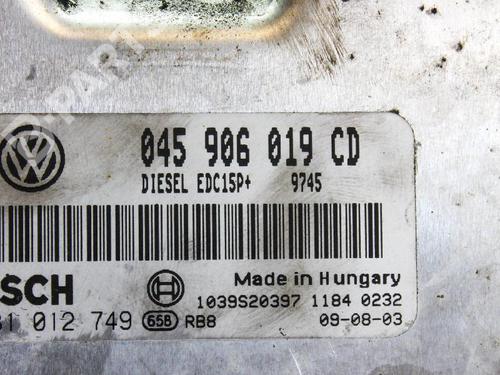 045 906 019 CD
DIESEL EDC15P+ 9745
Made in Hungary
1039S20397 1184 0232
012 749 658 RB8 09-08-03